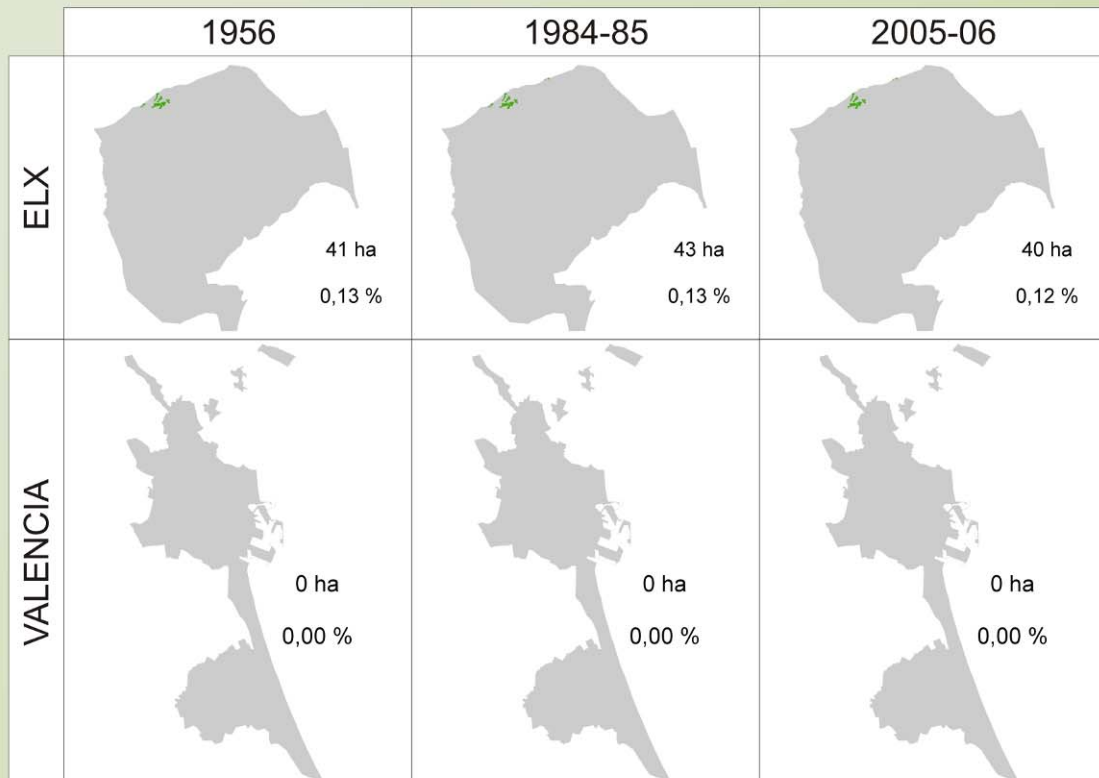 1956
1984-85
2005-06
ELX
41 ha
0,13 %
43 ha
0,13 %
40 ha
0,12 %
VALENCIA
0 ha
0,00 %
0 ha
0,00 %
0 ha
0,00 %